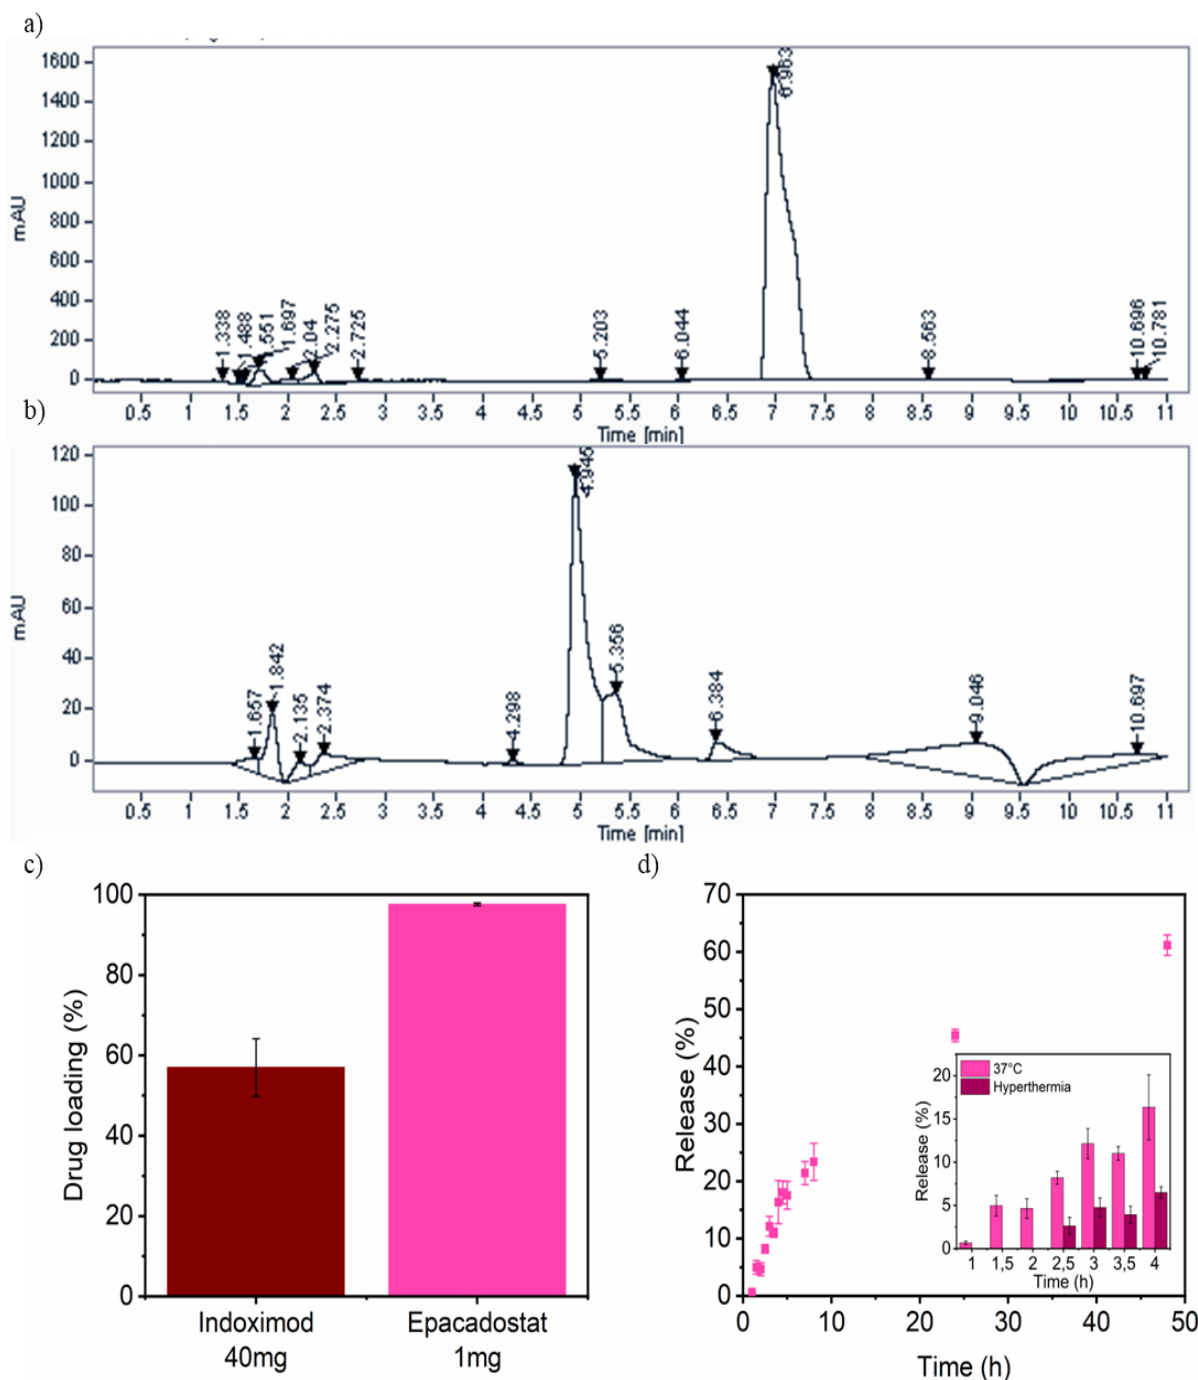 a)
1600
1400
1200
1000
800
600
400
200
0
mAU
1.338
1.488
.551
1.697
2.04
2.275
2.725
5.203
6.044
6.963
8.563
10.696
10.781
0.5 1 1.5 2 2.5 3 3.5 4 4.5 5 5.5 6 6.5 7 7.5 8 8.5 9 9.5 10 10.5 11
Time [min]
b)
120
100
80
60
40
20
0
mAU
1.657
1.842
2.135
2.374
4.298
4.945
5.356
6.384
9.046
10.697
0.5 1 1.5 2 2.5 3 3.5 4 4.5 5 5.5 6 6.5 7 7.5 8 8.5 9 9.5 10 10.5 11
Time [min]
c)
100
80
60
40
20
0
Drug loading (%)
Indoximod
40mg
Epacadostat
1mg
d)
70
60
50
40
30
20
10
0
Release (%)
0 10 20 30 40 50
Time (h)
37°C
Hyperthermia
20
15
10
5
0
Release (%)
1 1,5 2 2,5 3 3,5 4
Time (h)